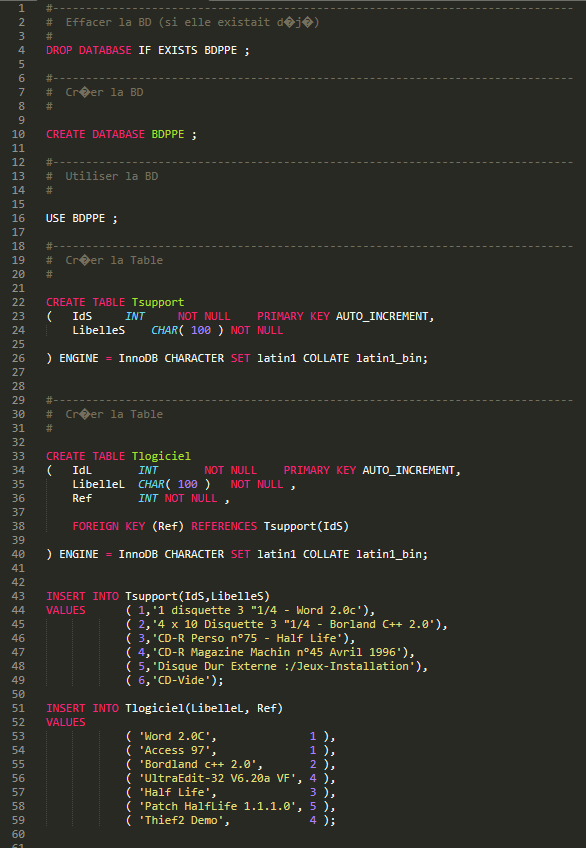 1 #-------------------------------------------------------------------------------
2 #  Effacer la BD (si elle existait d�j�)
3 #
4 DROP DATABASE IF EXISTS BDPPE ;
5
6 #-------------------------------------------------------------------------------
7 #  Cr�er la BD
8 #
9
10 CREATE DATABASE BDPPE ;
11
12 #-------------------------------------------------------------------------------
13 #  Utiliser la BD
14 #
15
16 USE BDPPE ;
17
18 #-------------------------------------------------------------------------------
19 #  Cr�er la Table
20 #
21
22 CREATE TABLE Tsupport
23 (   IdS     INT     NOT NULL    PRIMARY KEY AUTO_INCREMENT,
24     LibelleS    CHAR( 100 ) NOT NULL
25
26 ) ENGINE = InnoDB CHARACTER SET latin1 COLLATE latin1_bin;
27
28
29 #-------------------------------------------------------------------------------
30 #  Cr�er la Table
31 #
32
33 CREATE TABLE Tlogiciel
34 (   IdL       INT       NOT NULL    PRIMARY KEY AUTO_INCREMENT,
35     LibelleL  CHAR( 100 )   NOT NULL ,
36     Ref       INT NOT NULL ,
37
38     FOREIGN KEY (Ref) REFERENCES Tsupport(IdS)
39
40 ) ENGINE = InnoDB CHARACTER SET latin1 COLLATE latin1_bin;
41
42
43 INSERT INTO Tsupport(IdS,LibelleS)
44 VALUES      ( 1,'1 disquette 3 "1/4 - Word 2.0c'),
45             ( 2,'4 x 10 Disquette 3 "1/4 - Borland C++ 2.0'),
46             ( 3,'CD-R Perso n°75 - Half Life'),
47             ( 4,'CD-R Magazine Machin n°45 Avril 1996'),
48             ( 5,'Disque Dur Externe :/Jeux-Installation'),
49             ( 6,'CD-Vide');
50
51 INSERT INTO Tlogiciel(LibelleL, Ref)
52 VALUES
53             ( 'Word 2.0C',              1 ),
54             ( 'Access 97',              1 ),
55             ( 'Bordland c++ 2.0',       2 ),
56             ( 'UltraEdit-32 V6.20a VF', 4 ),
57             ( 'Half Life',              3 ),
58             ( 'Patch HalfLife 1.1.1.0', 5 ),
59             ( 'Thief2 Demo',            4 );
60
61